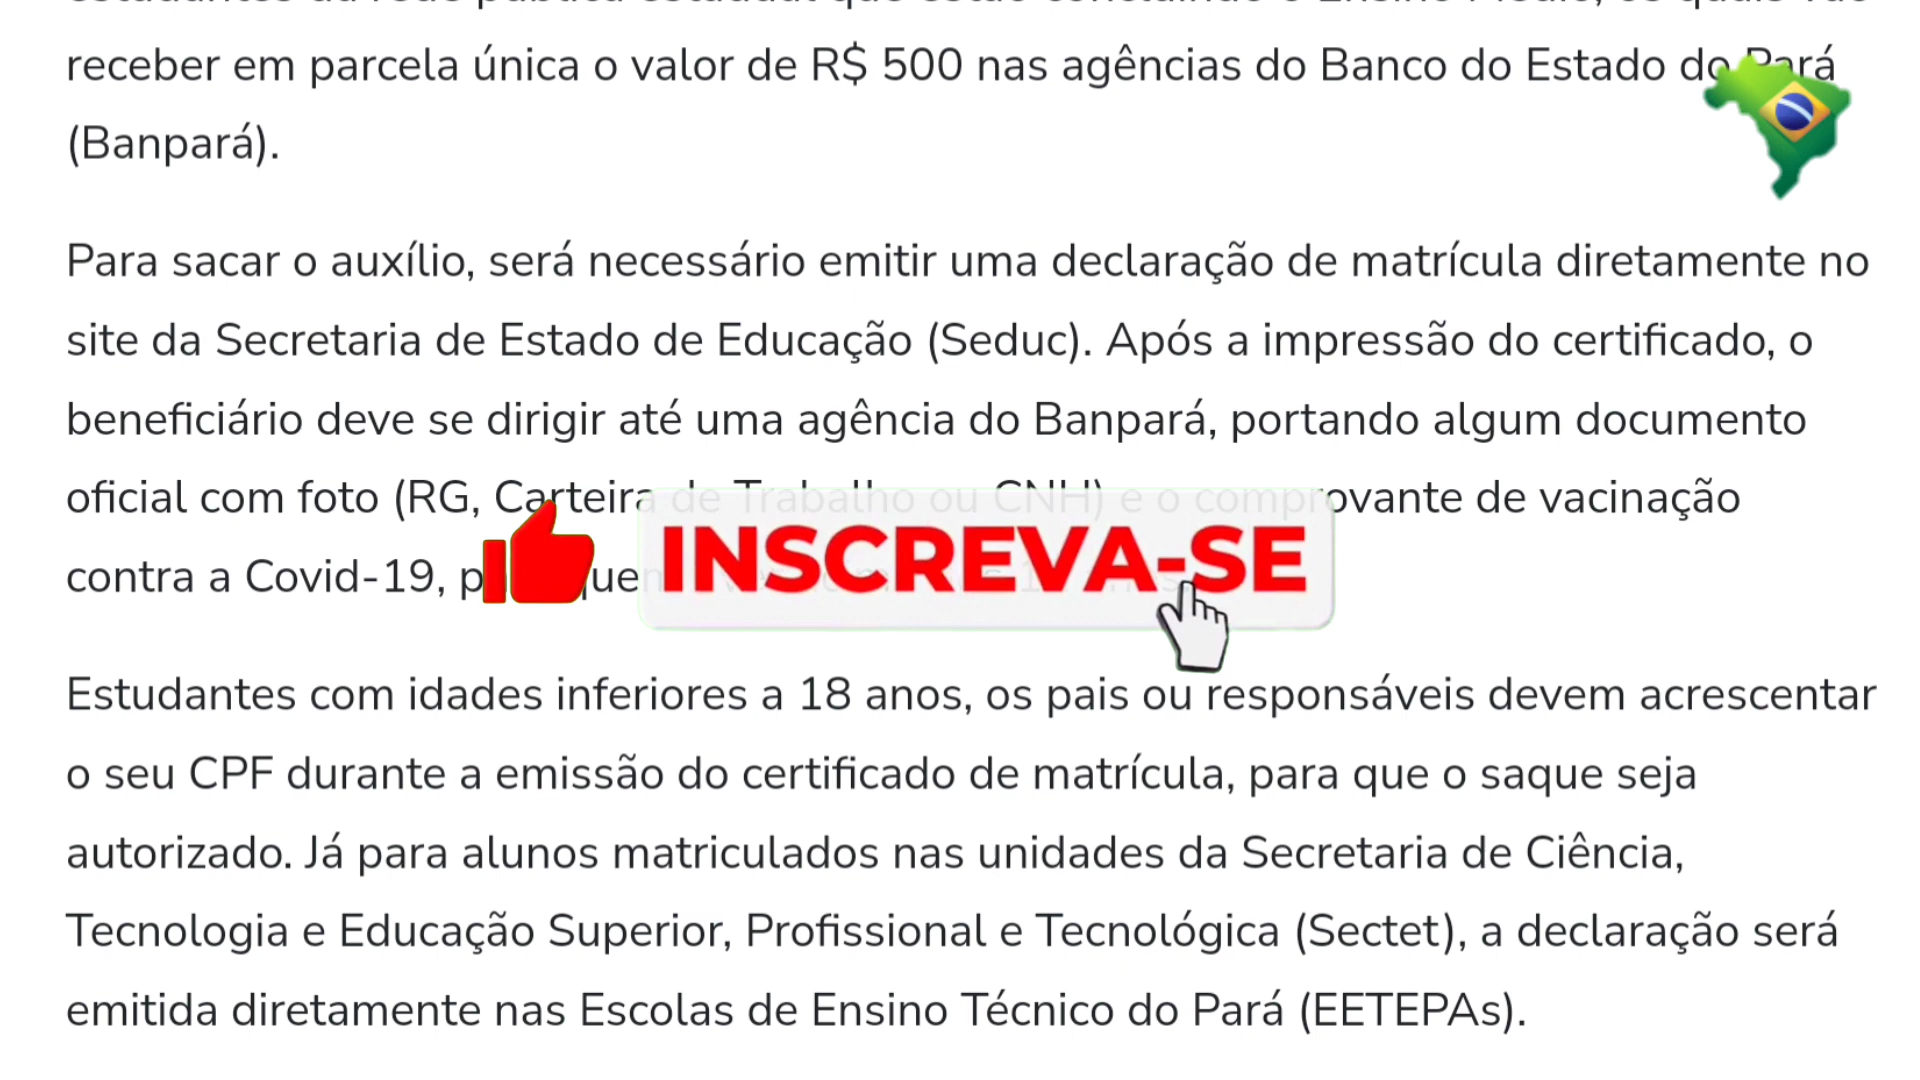 receber em parcela única o valor de R$ 500 nas agências do Banco do Estado do Pará
(Banpará).
Para sacar o auxílio, será necessário emitir uma declaração de matrícula diretamente no
site da Secretaria de Estado de Educação (Seduc). Após a impressão do certificado, o
beneficiário deve se dirigir até uma agência do Banpará, portando algum documento
oficial com foto (RG, Carteira de Trabalho ou CNH) e o comprovante de vacinação
contra a Covid-19,
INSCREVA-SE
Estudantes com idades inferiores a 18 anos, os pais ou responsáveis devem acrescentar
o seu CPF durante a emissão do certificado de matrícula, para que o saque seja
autorizado. Já para alunos matriculados nas unidades da Secretaria de Ciência,
Tecnologia e Educação Superior, Profissional e Tecnológica (Sectet), a declaração será
emitida diretamente nas Escolas de Ensino Técnico do Pará (EETEPAs).